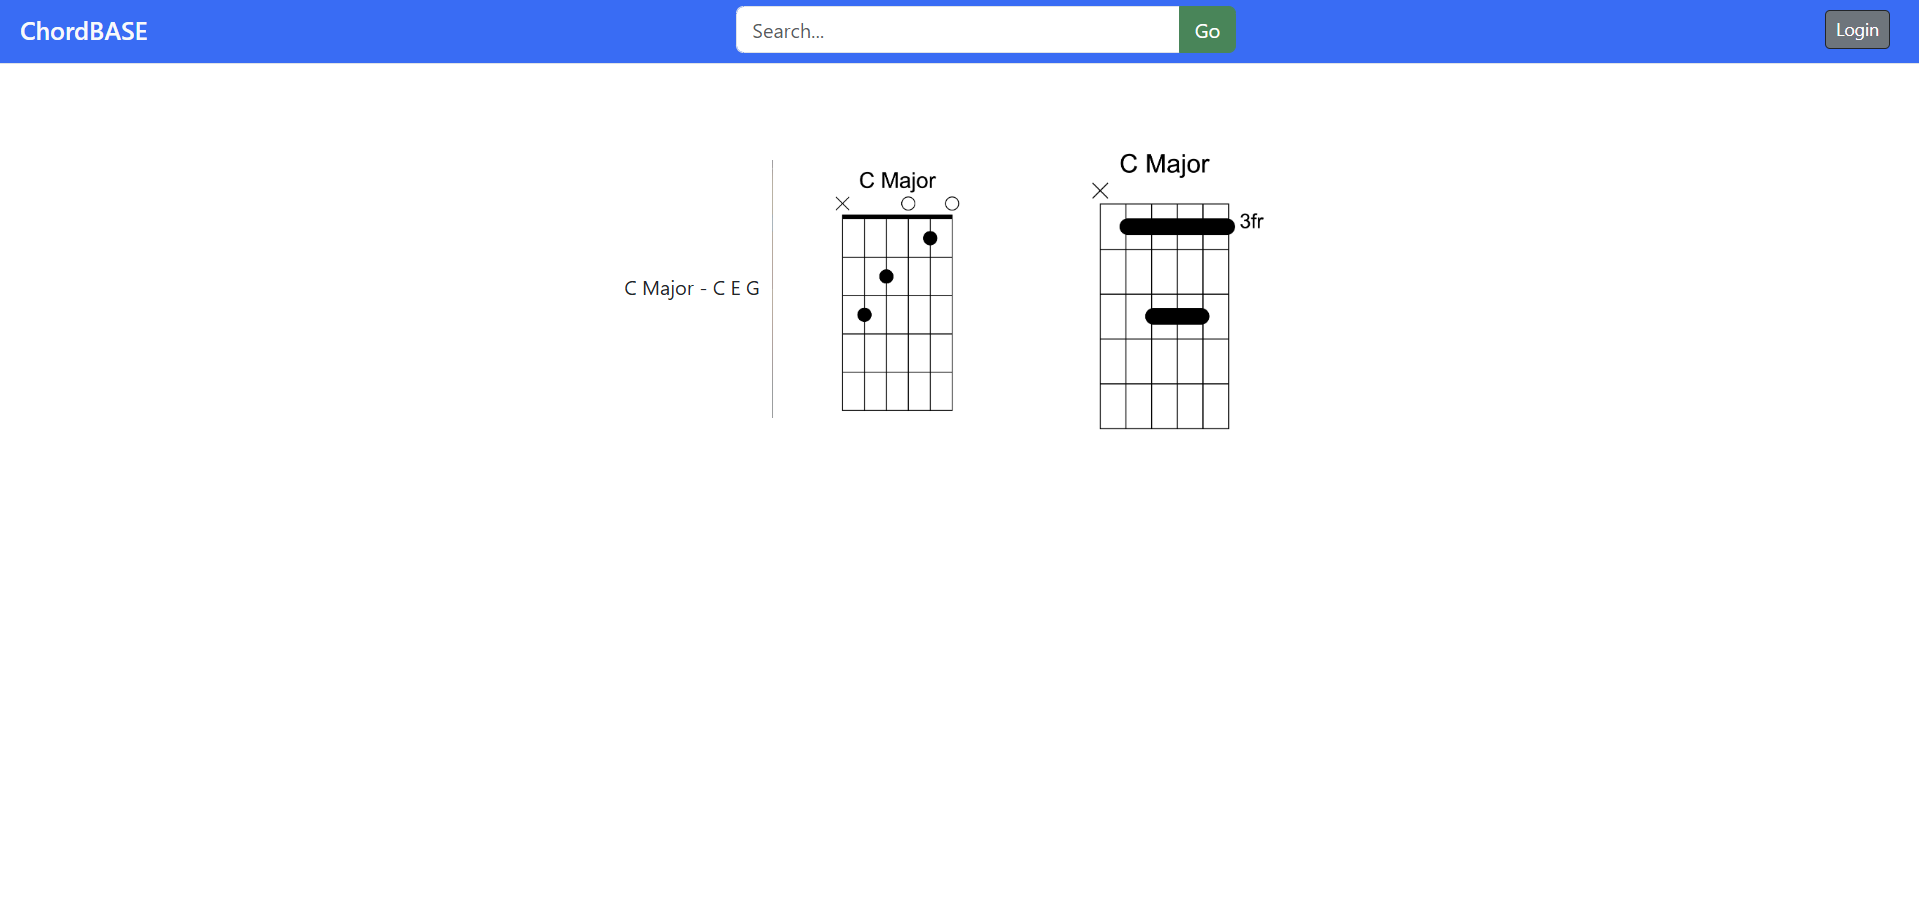 ChordBASE
Search...
Go
Login
C Major - C E G
C Major
C Major
3fr